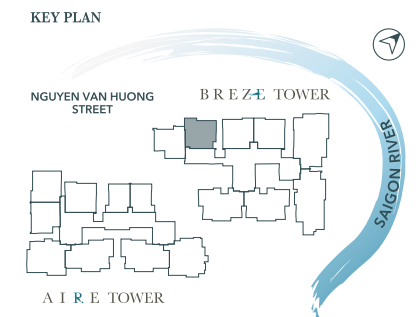 KEY PLAN
BREZE TOWER
NGUYEN VAN HUONG
STREET
SAIGON RIVER
AIRE TOWER